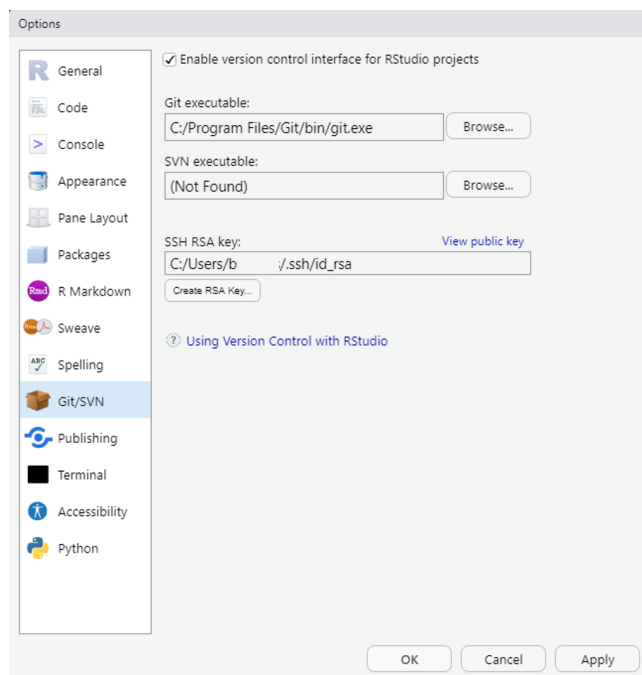 Options
General
Code
Console
Appearance
Pane Layout
Packages
Rmd R Markdown
Sweave
ABC Spelling
Git/SVN
Publishing
Terminal
Accessibility
Python
Enable version control interface for RStudio projects
Git executable:
C:/Program Files/Git/bin/git.exe Browse...
SVN executable:
(Not Found) Browse...
SSH RSA key: View public key
C:/Users/b /.ssh/id_rsa
Create RSA Key...
? Using Version Control with RStudio
OK Cancel Apply